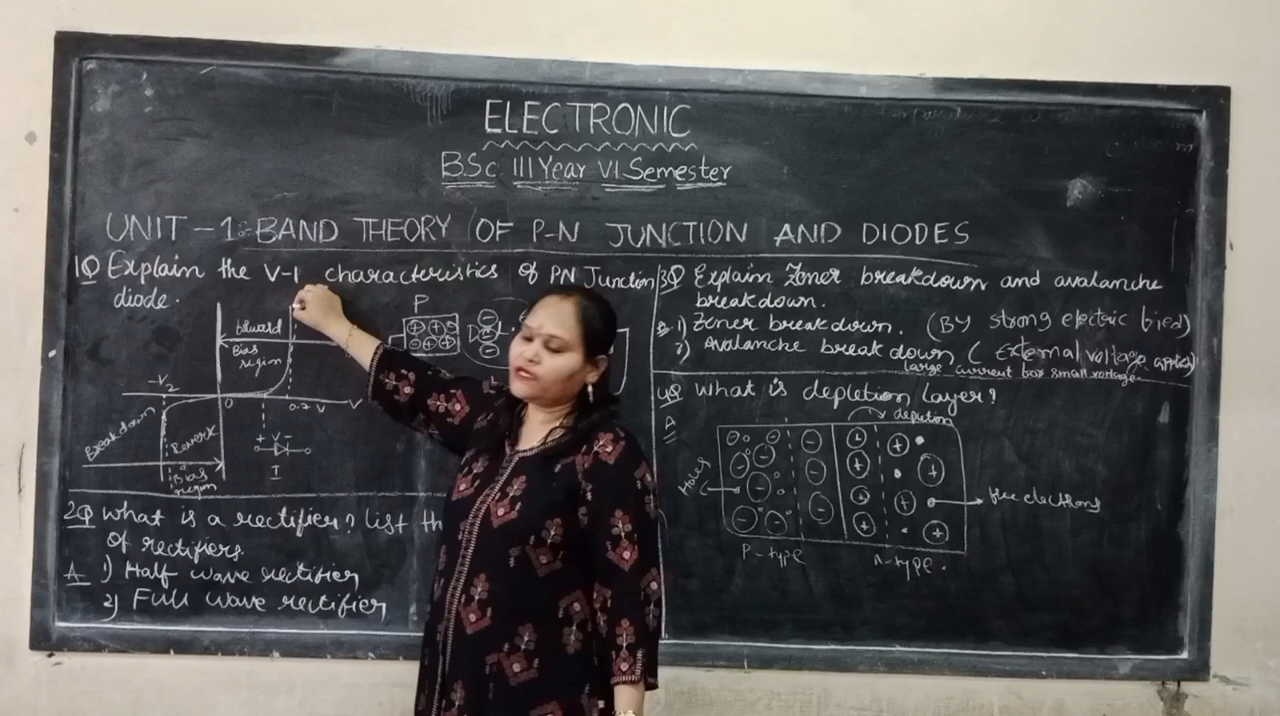 ELECTRONIC
B.Sc III Year VI Semester
UNIT - 1: BAND THEORY OF P-N JUNCTION AND DIODES
1Q Explain the V-I characteristics of PN Junction
diode.
forward
Bias
region
-Vz
0
0.7 V
V
Breakdown
Reverse
Bias
region
+ V -
I
P
2Q What is a rectifier? List th
of rectifiers.
A 1) Half wave rectifier
2) Full wave rectifier
3Q Explain Zener breakdown and avalanche
breakdown.
1) Zener breakdown. (By strong electric fied)
2) Avalanche breakdown ( External voltage applied
large current for small voltage
4Q What is depletion layer?
A
depletion
Holes
free electrons
P-type
n-type.